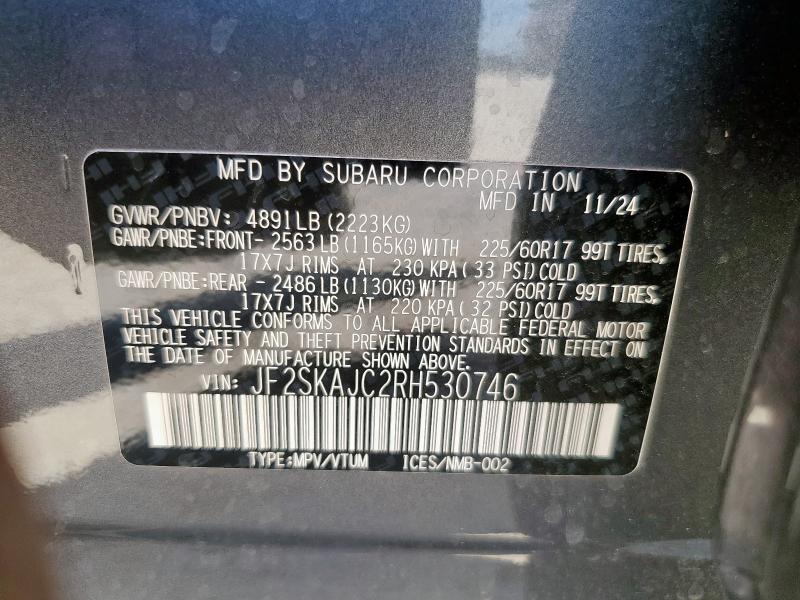 MFD BY SUBARU CORPORATION
MFD IN 11/24
GVWR/PNBV: 4891LB (2223KG)
GAWR/PNBE:FRONT- 2563LB (1165KG) WITH 225/60R17 99T TIRES,
17X7J RIMS AT 230 KPA( 33 PSI)COLD
GAWR/PNBE:REAR - 2486LB (1130KG) WITH 225/60R17 99T TIRES,
17X7J RIMS AT 220 KPA( 32 PSI)COLD
THIS VEHICLE CONFORMS TO ALL APPLICABLE FEDERAL MOTOR
VEHICLE SAFETY AND THEFT PREVENTION STANDARDS IN EFFECT ON
THE DATE OF MANUFACTURE SHOWN ABOVE.
VIN: JF2SKAJC2RH530746
TYPE:MPV/VTUM ICES/NMB-002